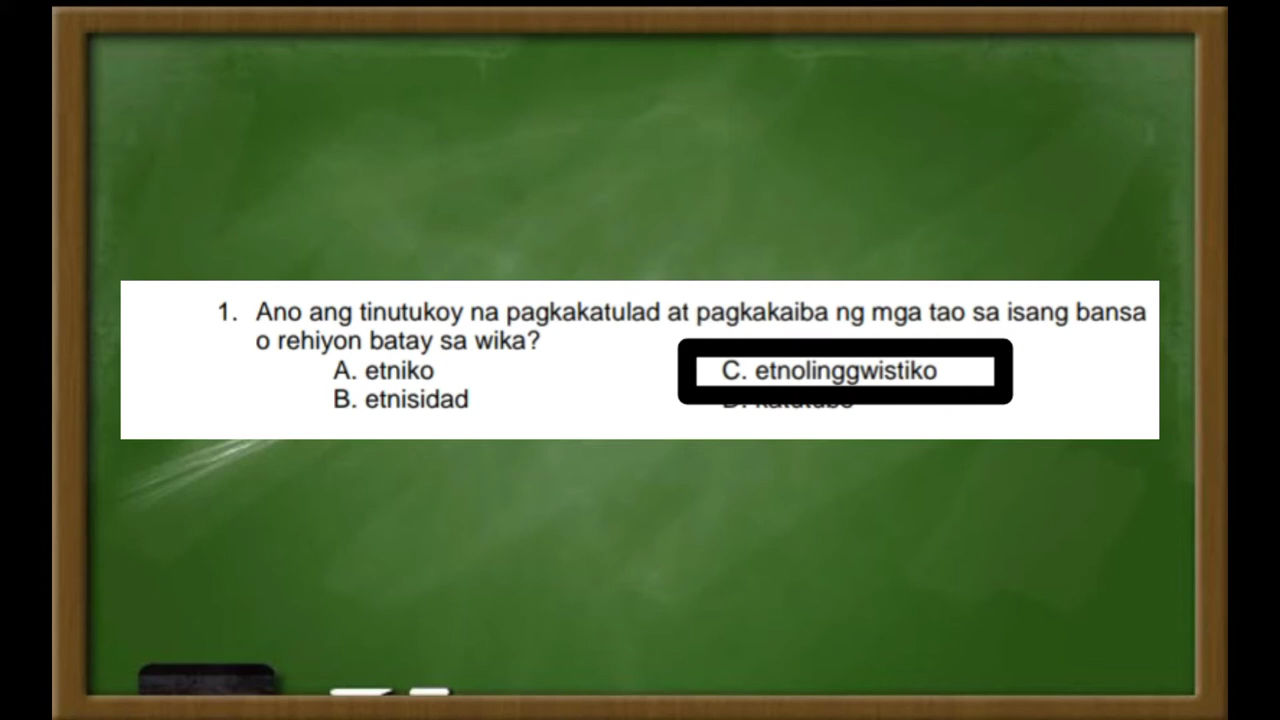 1. Ano ang tinutukoy na pagkakatulad at pagkakaiba ng mga tao sa isang bansa
o rehiyon batay sa wika?
A. etniko
C. etnolinggwistiko
B. etnisidad